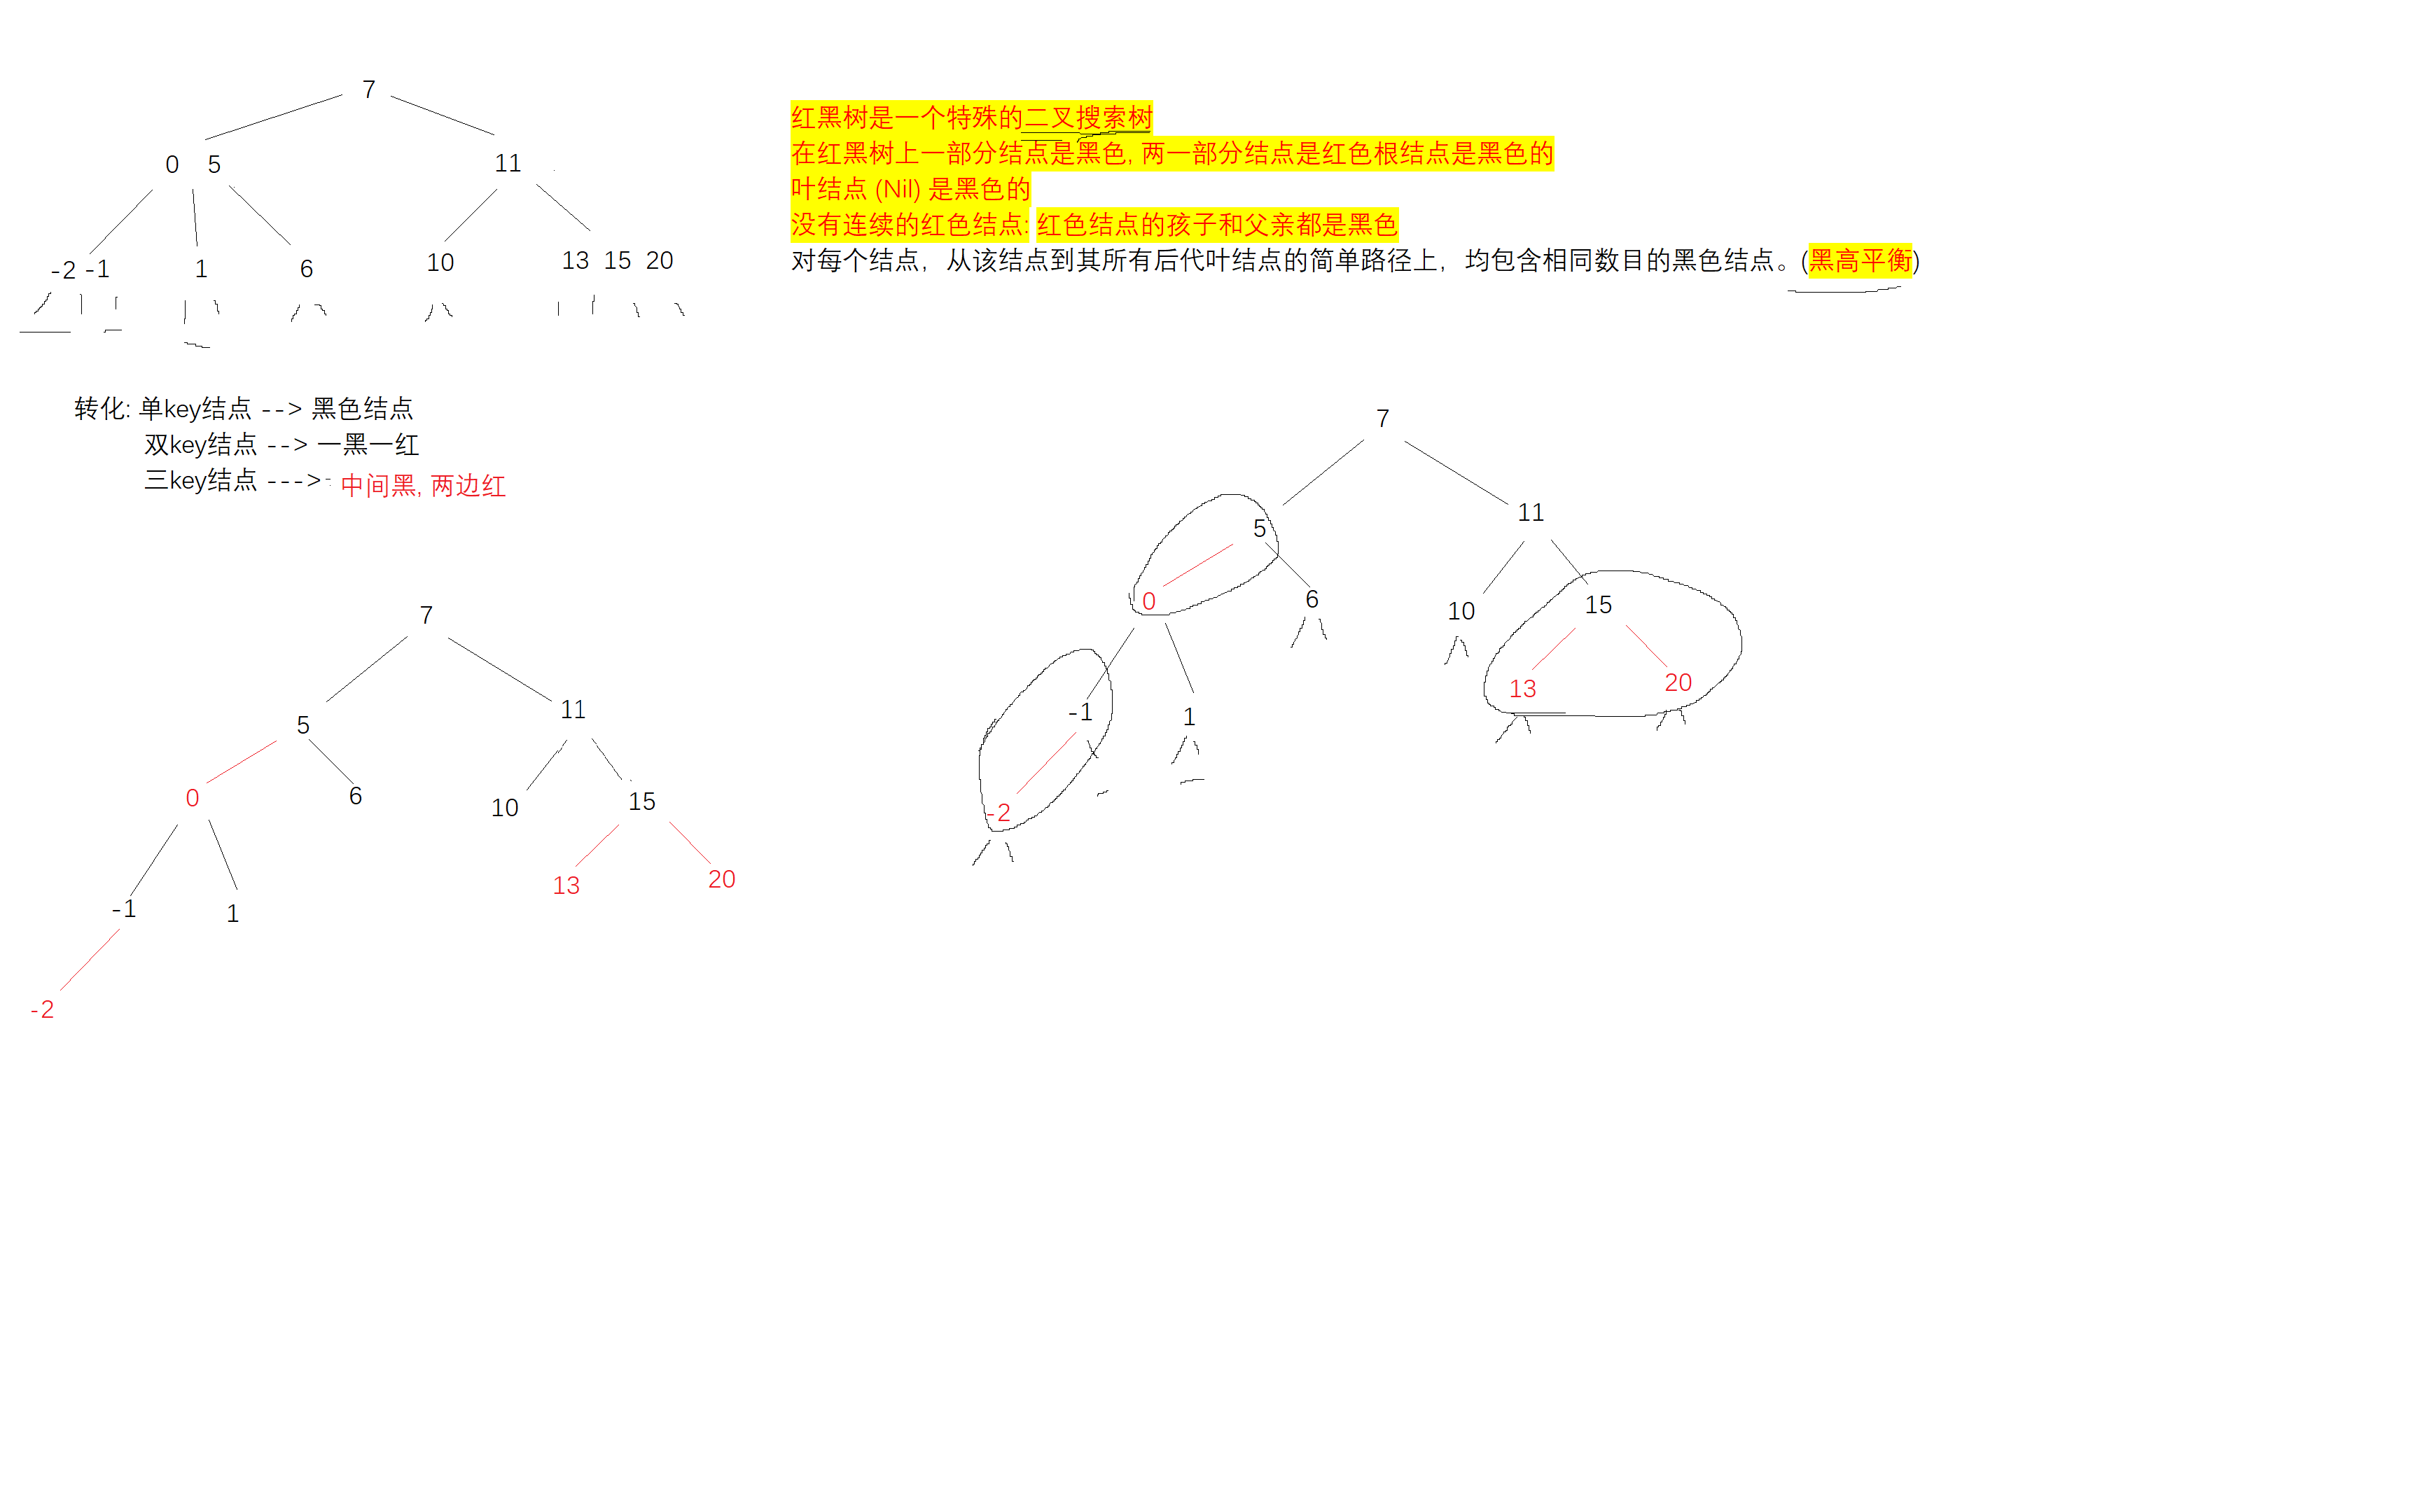 7
0 5 11
-2 -1 1 6 10 13 15 20
转化: 单key结点 --> 黑色结点
双key结点 --> 一黑一红
三key结点 ---> 中间黑, 两边红
7
5 11
0 6 10 15
-1 1 13 20
-2
红黑树是一个特殊的二叉搜索树
在红黑树上一部分结点是黑色, 两一部分结点是红色根结点是黑色的
叶结点 (Nil) 是黑色的
没有连续的红色结点: 红色结点的孩子和父亲都是黑色
对每个结点，从该结点到其所有后代叶结点的简单路径上，均包含相同数目的黑色结点。(黑高平衡)
7
5 11
0 6 10 15
-1 1 13 20
-2